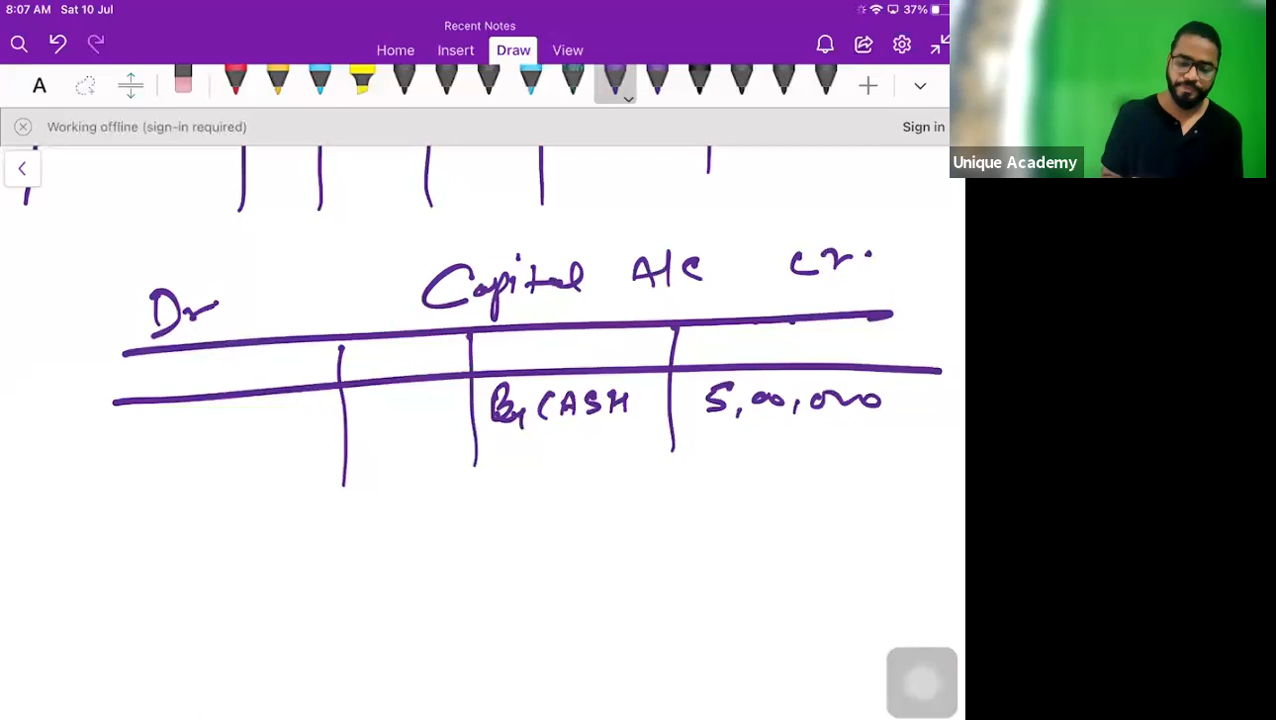 8:07 AM Sat 10 Jul
37%
Recent Notes
Home Insert Draw View
A
Working offline (sign-in required)
Sign in
Unique Academy
Capital A/C
Cr.
Dr
By CASH 5,00,000